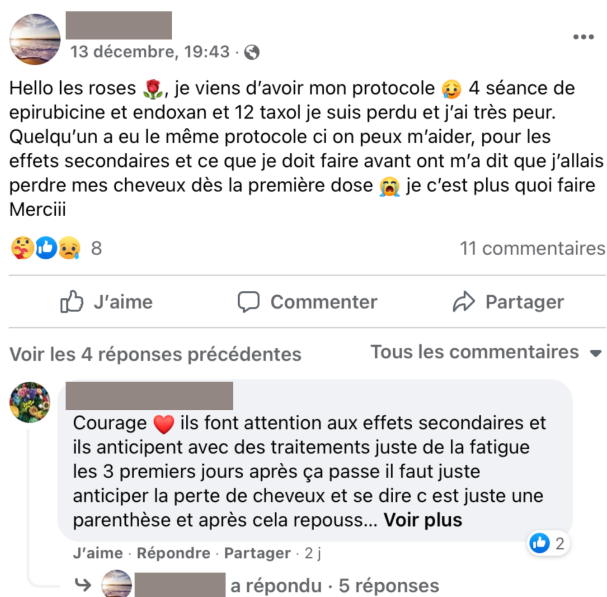 13 décembre, 19:43 ·
Hello les roses 🌹, je viens d’avoir mon protocole 😥 4 séance de
epirubicine et endoxan et 12 taxol je suis perdu et j’ai très peur.
Quelqu’un a eu le même protocole ci on peux m’aider, pour les
effets secondaires et ce que je doit faire avant ont m’a dit que j’allais
perdre mes cheveux dès la première dose 😭 je c’est plus quoi faire
Merciii
8
11 commentaires
J’aime
Commenter
Partager
Voir les 4 réponses précédentes
Tous les commentaires
Courage ❤️ ils font attention aux effets secondaires et
ils anticipent avec des traitements juste de la fatigue
les 3 premiers jours après ça passe il faut juste
anticiper la perte de cheveux et se dire c est juste une
parenthèse et après cela repouss... Voir plus
2
J’aime · Répondre · Partager · 2 j
a répondu · 5 réponses